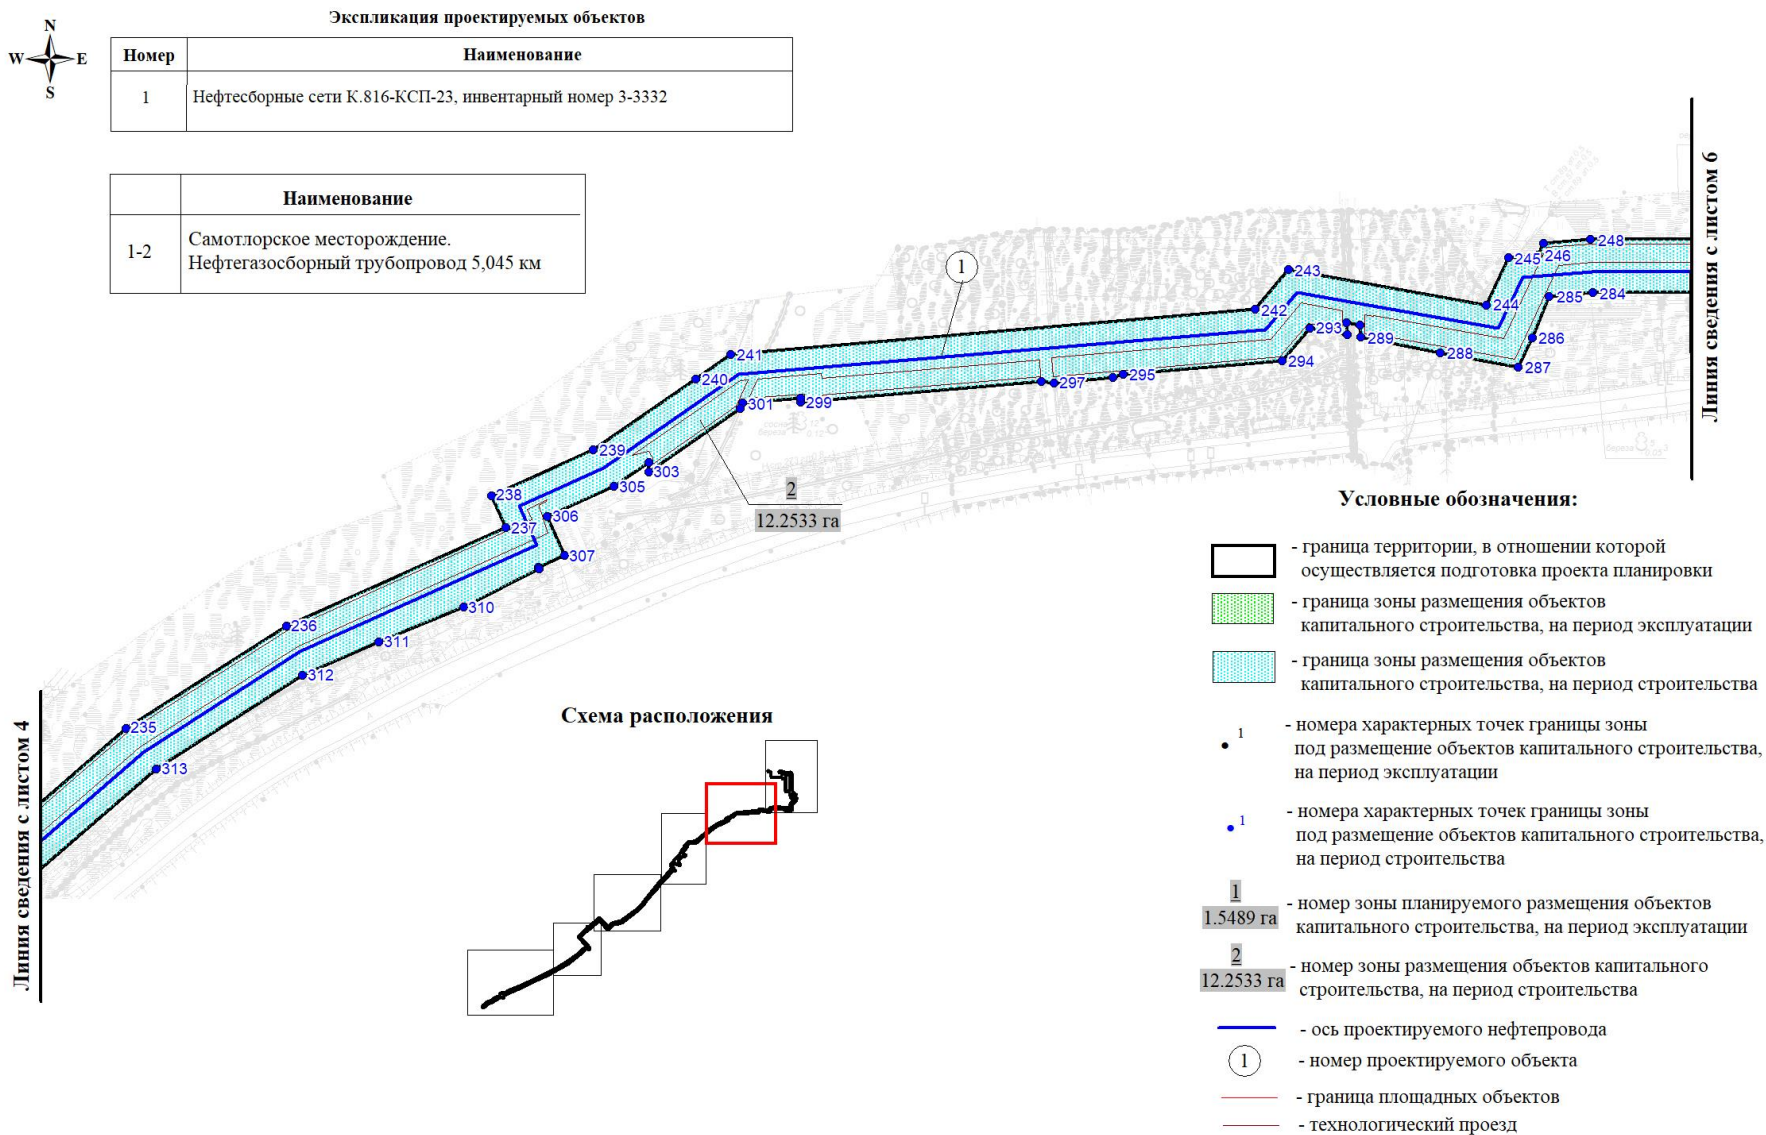 Экспликация проектируемых объектов
N
W
E
S
Номер
Наименование
1
Нефтесборные сети К.816-КСП-23, инвентарный номер 3-3332
Наименование
1-2
Самотлорское месторождение.
Нефтегазосборный трубопровод 5,045 км
Линия сведения с листом 6
Линия сведения с листом 4
1
248
246
245
243
244
285
284
242
293
289
286
288
287
294
241
295
297
240
299
301
239
303
305
238
306
237
307
310
236
311
312
235
313
2
12.2533 га
Схема расположения
Условные обозначения:
- граница территории, в отношении которой
осуществляется подготовка проекта планировки
- граница зоны размещения объектов
капитального строительства, на период эксплуатации
- граница зоны размещения объектов
капитального строительства, на период строительства
1
- номера характерных точек границы зоны
под размещение объектов капитального строительства,
на период эксплуатации
1
- номера характерных точек границы зоны
под размещение объектов капитального строительства,
на период строительства
1
1.5489 га
- номер зоны планируемого размещения объектов
капитального строительства, на период эксплуатации
2
12.2533 га
- номер зоны размещения объектов капитального
строительства, на период строительства
- ось проектируемого нефтепровода
1
- номер проектируемого объекта
- граница площадных объектов
- технологический проезд